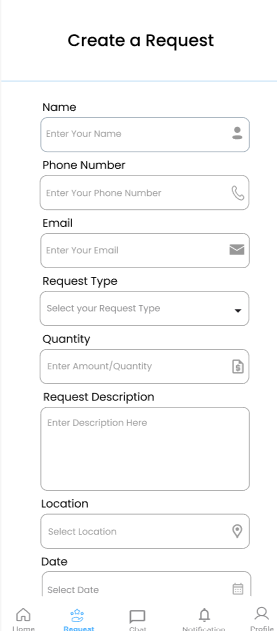 Create a Request
Name
Enter Your Name
Phone Number
Enter Your Phone Number
Email
Enter Your Email
Request Type
Select your Request Type
Quantity
Enter Amount/Quantity
Request Description
Enter Description Here
Location
Select Location
Date
Select Date
Home Request Chat Notification Profile